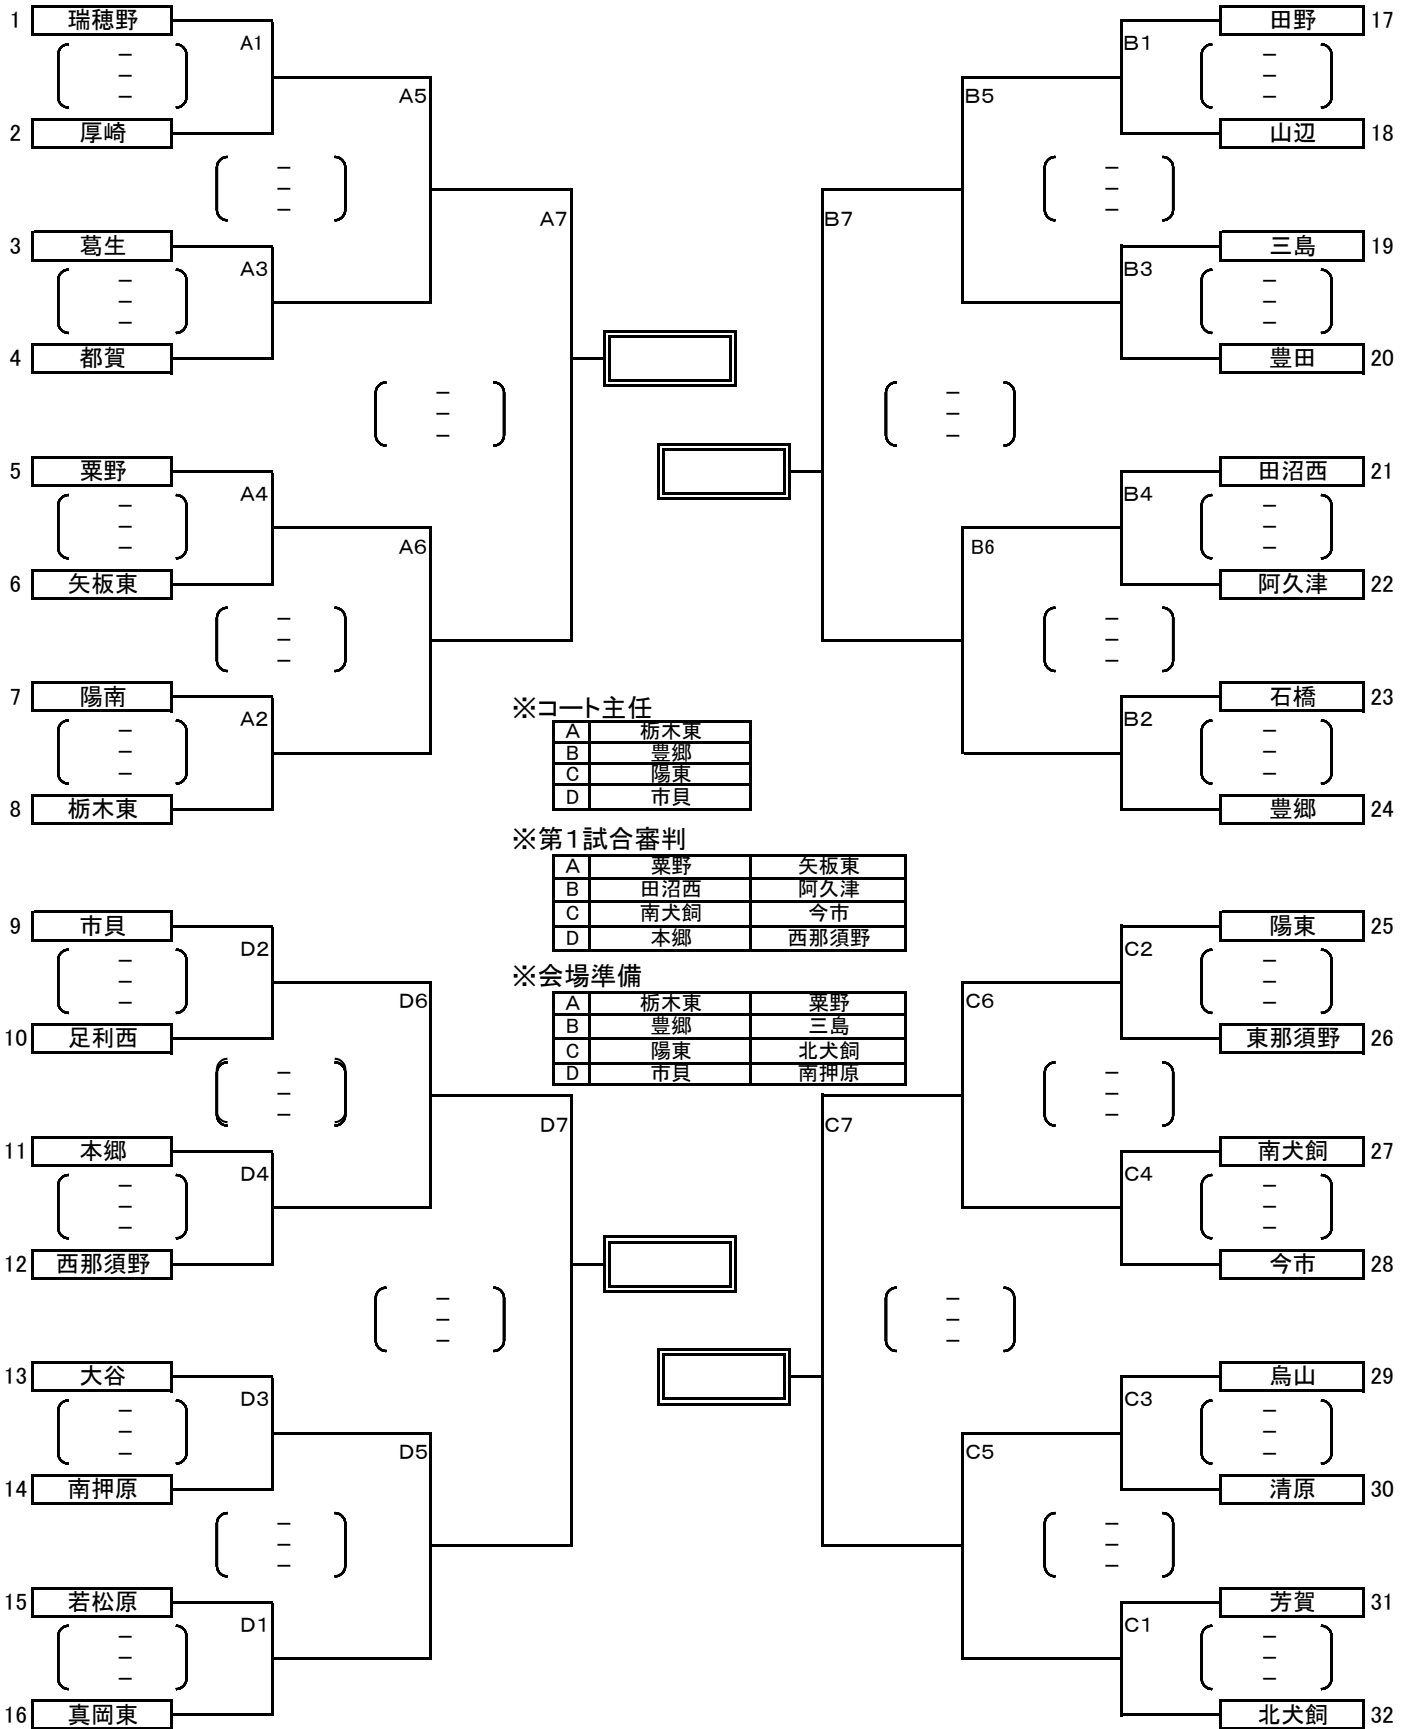 1 瑞穂野 A1 B1 田野 17
A5 B5
2 厚崎 山辺 18
A7 B7
3 葛生 A3 B3 三島 19
4 都賀 豊田 20
5 粟野 A4 B4 田沼西 21
A6 B6
6 矢板東 阿久津 22
7 陽南 A2 B2 石橋 23
8 栃木東 豊郷 24
※コート主任
A 栃木東
B 豊郷
C 陽東
D 市貝
※第1試合審判
A 粟野 矢板東
B 田沼西 阿久津
C 南犬飼 今市
D 本郷 西那須野
※会場準備
A 栃木東 粟野
B 豊郷 三島
C 陽東 北犬飼
D 市貝 南押原
9 市貝 D2 C2 陽東 25
D6 C6
10 足利西 東那須野 26
D7 C7
11 本郷 D4 C4 南犬飼 27
12 西那須野 今市 28
13 大谷 D3 C3 烏山 29
D5 C5
14 南押原 清原 30
15 若松原 D1 C1 芳賀 31
16 真岡東 北犬飼 32